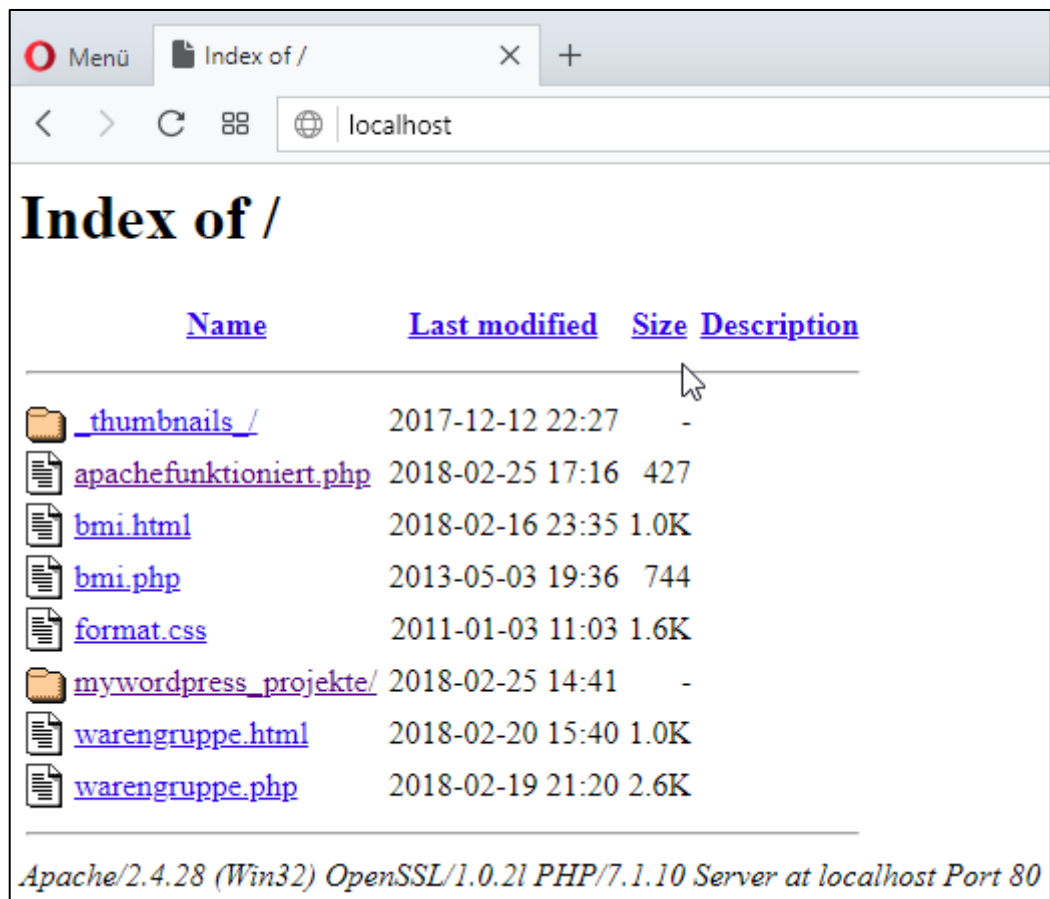 Menü Index of /
localhost
Index of /
Name Last modified Size Description
_thumbnails_/ 2017-12-12 22:27 -
apachefunktioniert.php 2018-02-25 17:16 427
bmi.html 2018-02-16 23:35 1.0K
bmi.php 2013-05-03 19:36 744
format.css 2011-01-03 11:03 1.6K
mywordpress_projekte/ 2018-02-25 14:41 -
warengruppe.html 2018-02-20 15:40 1.0K
warengruppe.php 2018-02-19 21:20 2.6K
Apache/2.4.28 (Win32) OpenSSL/1.0.2l PHP/7.1.10 Server at localhost Port 80